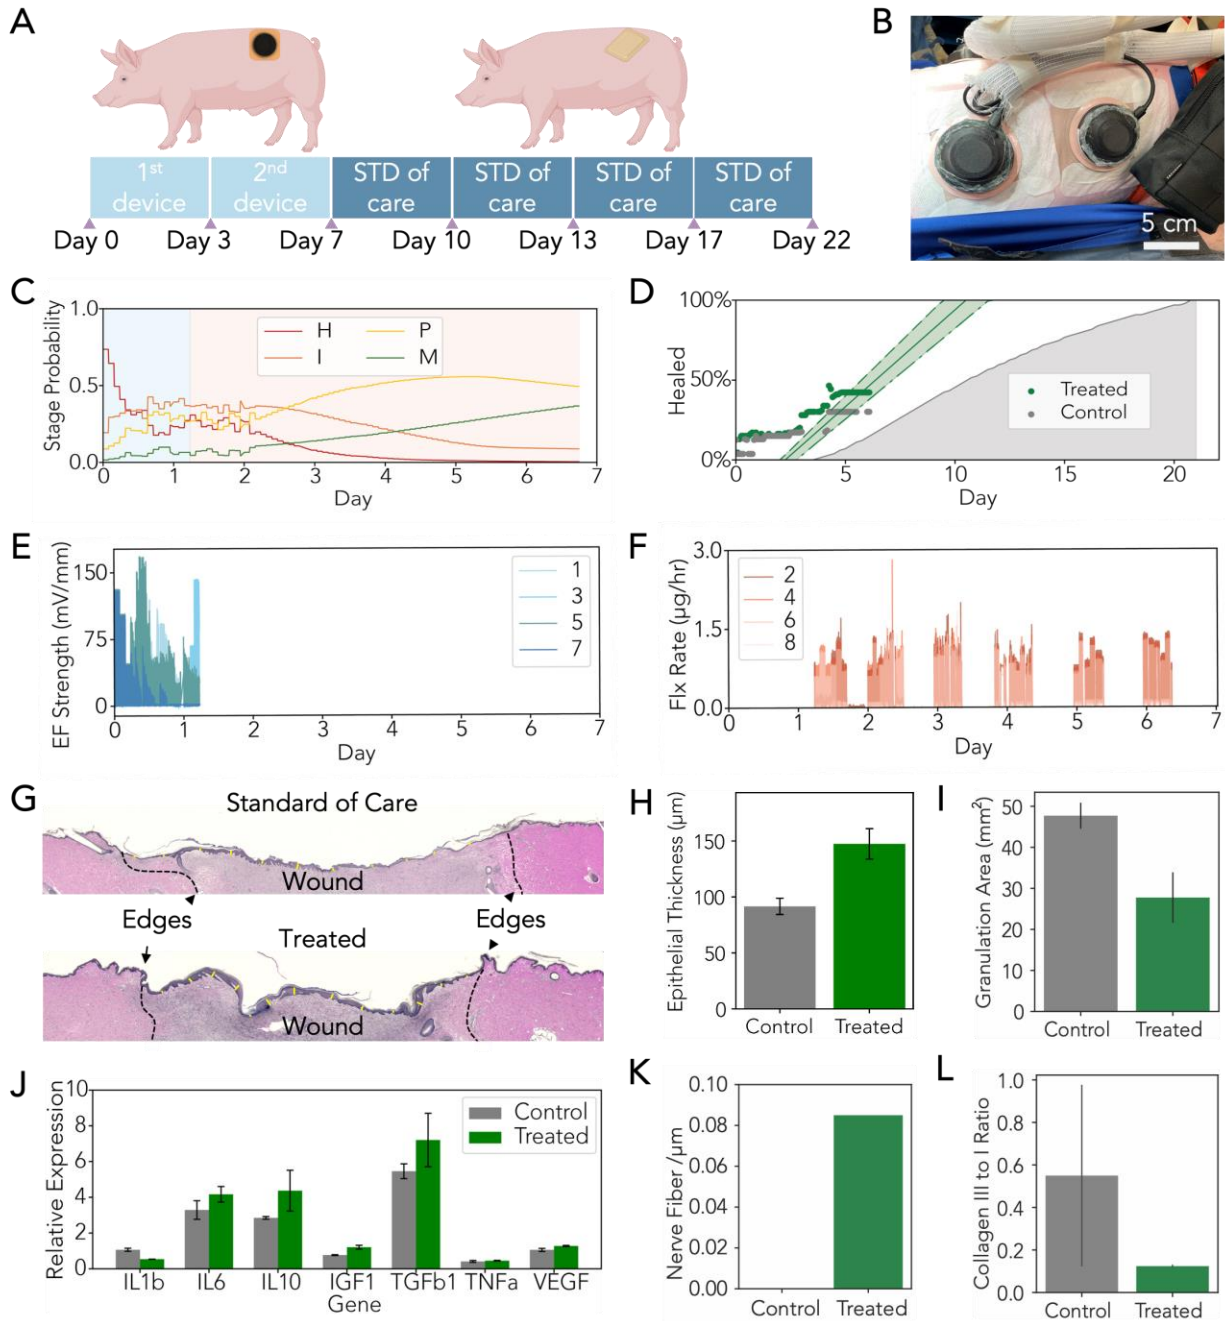 A
B
1st device
2nd device
STD of care
STD of care
STD of care
STD of care
Day 0
Day 3
Day 7
Day 10
Day 13
Day 17
Day 22
5 cm
C
Stage Probability
1.0
0.5
0.0
H
I
P
M
0
1
2
3
4
5
6
7
Day
D
Healed
100%
50%
0%
Treated
Control
0
5
10
15
20
Day
E
EF Strength (mV/mm)
150
75
0
1
3
5
7
0
1
2
3
4
5
6
7
Day
F
Flx Rate (µg/hr)
3.0
1.5
0.0
2
4
6
8
0
1
2
3
4
5
6
7
Day
G
Standard of Care
Wound
Edges
Edges
Treated
Wound
H
Epithelial Thickness (µm)
150
100
50
0
Control
Treated
I
Granulation Area (mm²)
50
40
30
20
10
0
Control
Treated
J
Relative Expression
10
8
6
4
2
0
Control
Treated
IL1b
IL6
IL10
IGF1
TGFb1
TNFa
VEGF
Gene
K
Nerve Fiber /µm
0.10
0.08
0.06
0.04
0.02
0.00
Control
Treated
L
Collagen III to I Ratio
1.0
0.8
0.6
0.4
0.2
0.0
Control
Treated